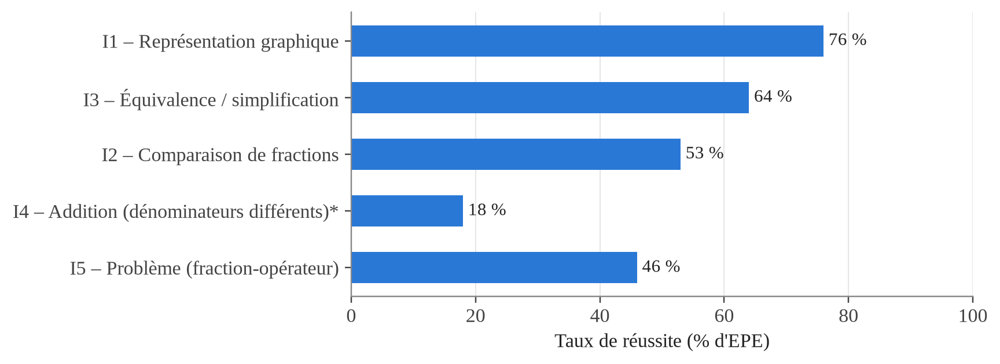 I1 – Représentation graphique 76 %
I3 – Équivalence / simplification 64 %
I2 – Comparaison de fractions 53 %
I4 – Addition (dénominateurs différents)* 18 %
I5 – Problème (fraction-opérateur) 46 %
0 20 40 60 80 100
Taux de réussite (% d'EPE)